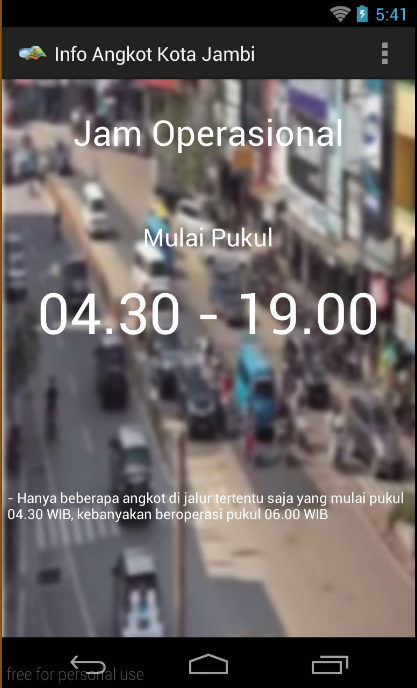 5:41
Info Angkot Kota Jambi
Jam Operasional
Mulai Pukul
04.30 - 19.00
- Hanya beberapa angkot di jalur tertentu saja yang mulai pukul
04.30 WIB, kebanyakan beroperasi pukul 06.00 WIB
free for personal use